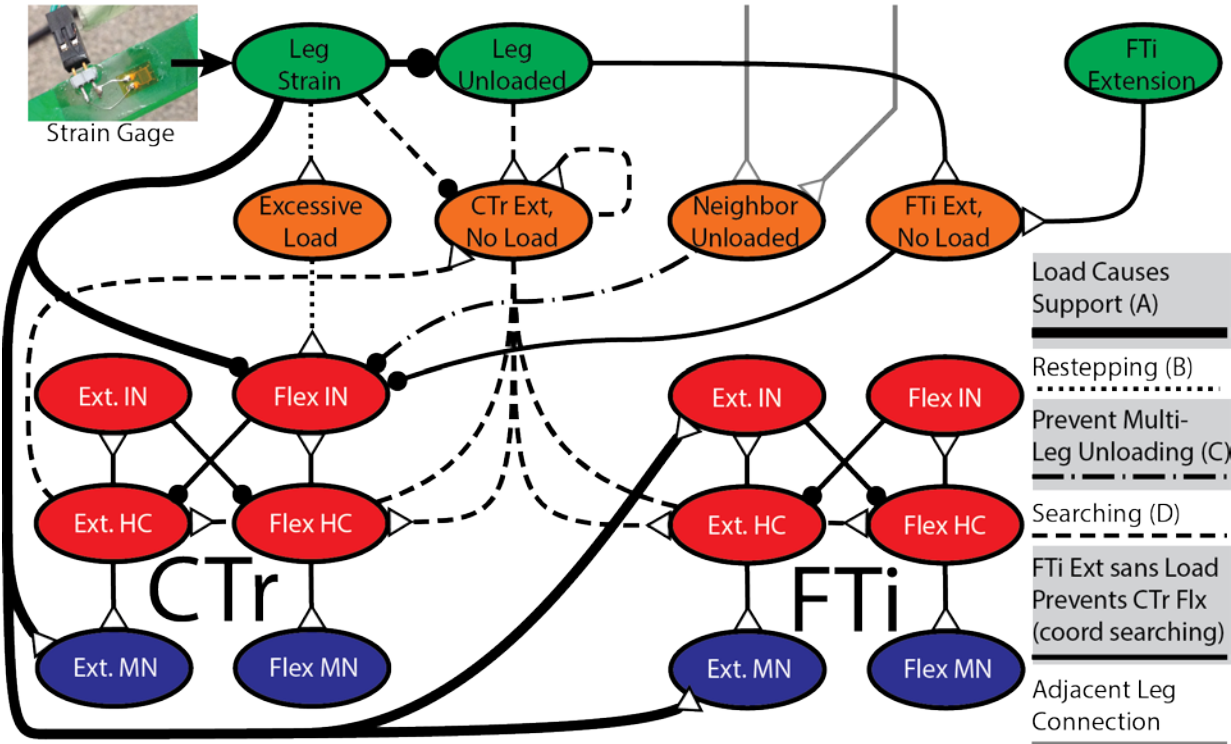 Leg
Strain
Leg
Unloaded
FTi
Extension
Strain Gage
Excessive
Load
CTr Ext,
No Load
Neighbor
Unloaded
FTi Ext,
No Load
Load Causes
Support (A)
Restepping (B)
Prevent Multi-
Leg Unloading (C)
Searching (D)
FTi Ext sans Load
Prevents CTr Flx
(coord searching)
Adjacent Leg
Connection
Ext. IN
Flex IN
Ext. HC
Flex HC
CTr
Ext. MN
Flex MN
Ext. IN
Flex IN
Ext. HC
Flex HC
FTi
Ext. MN
Flex MN